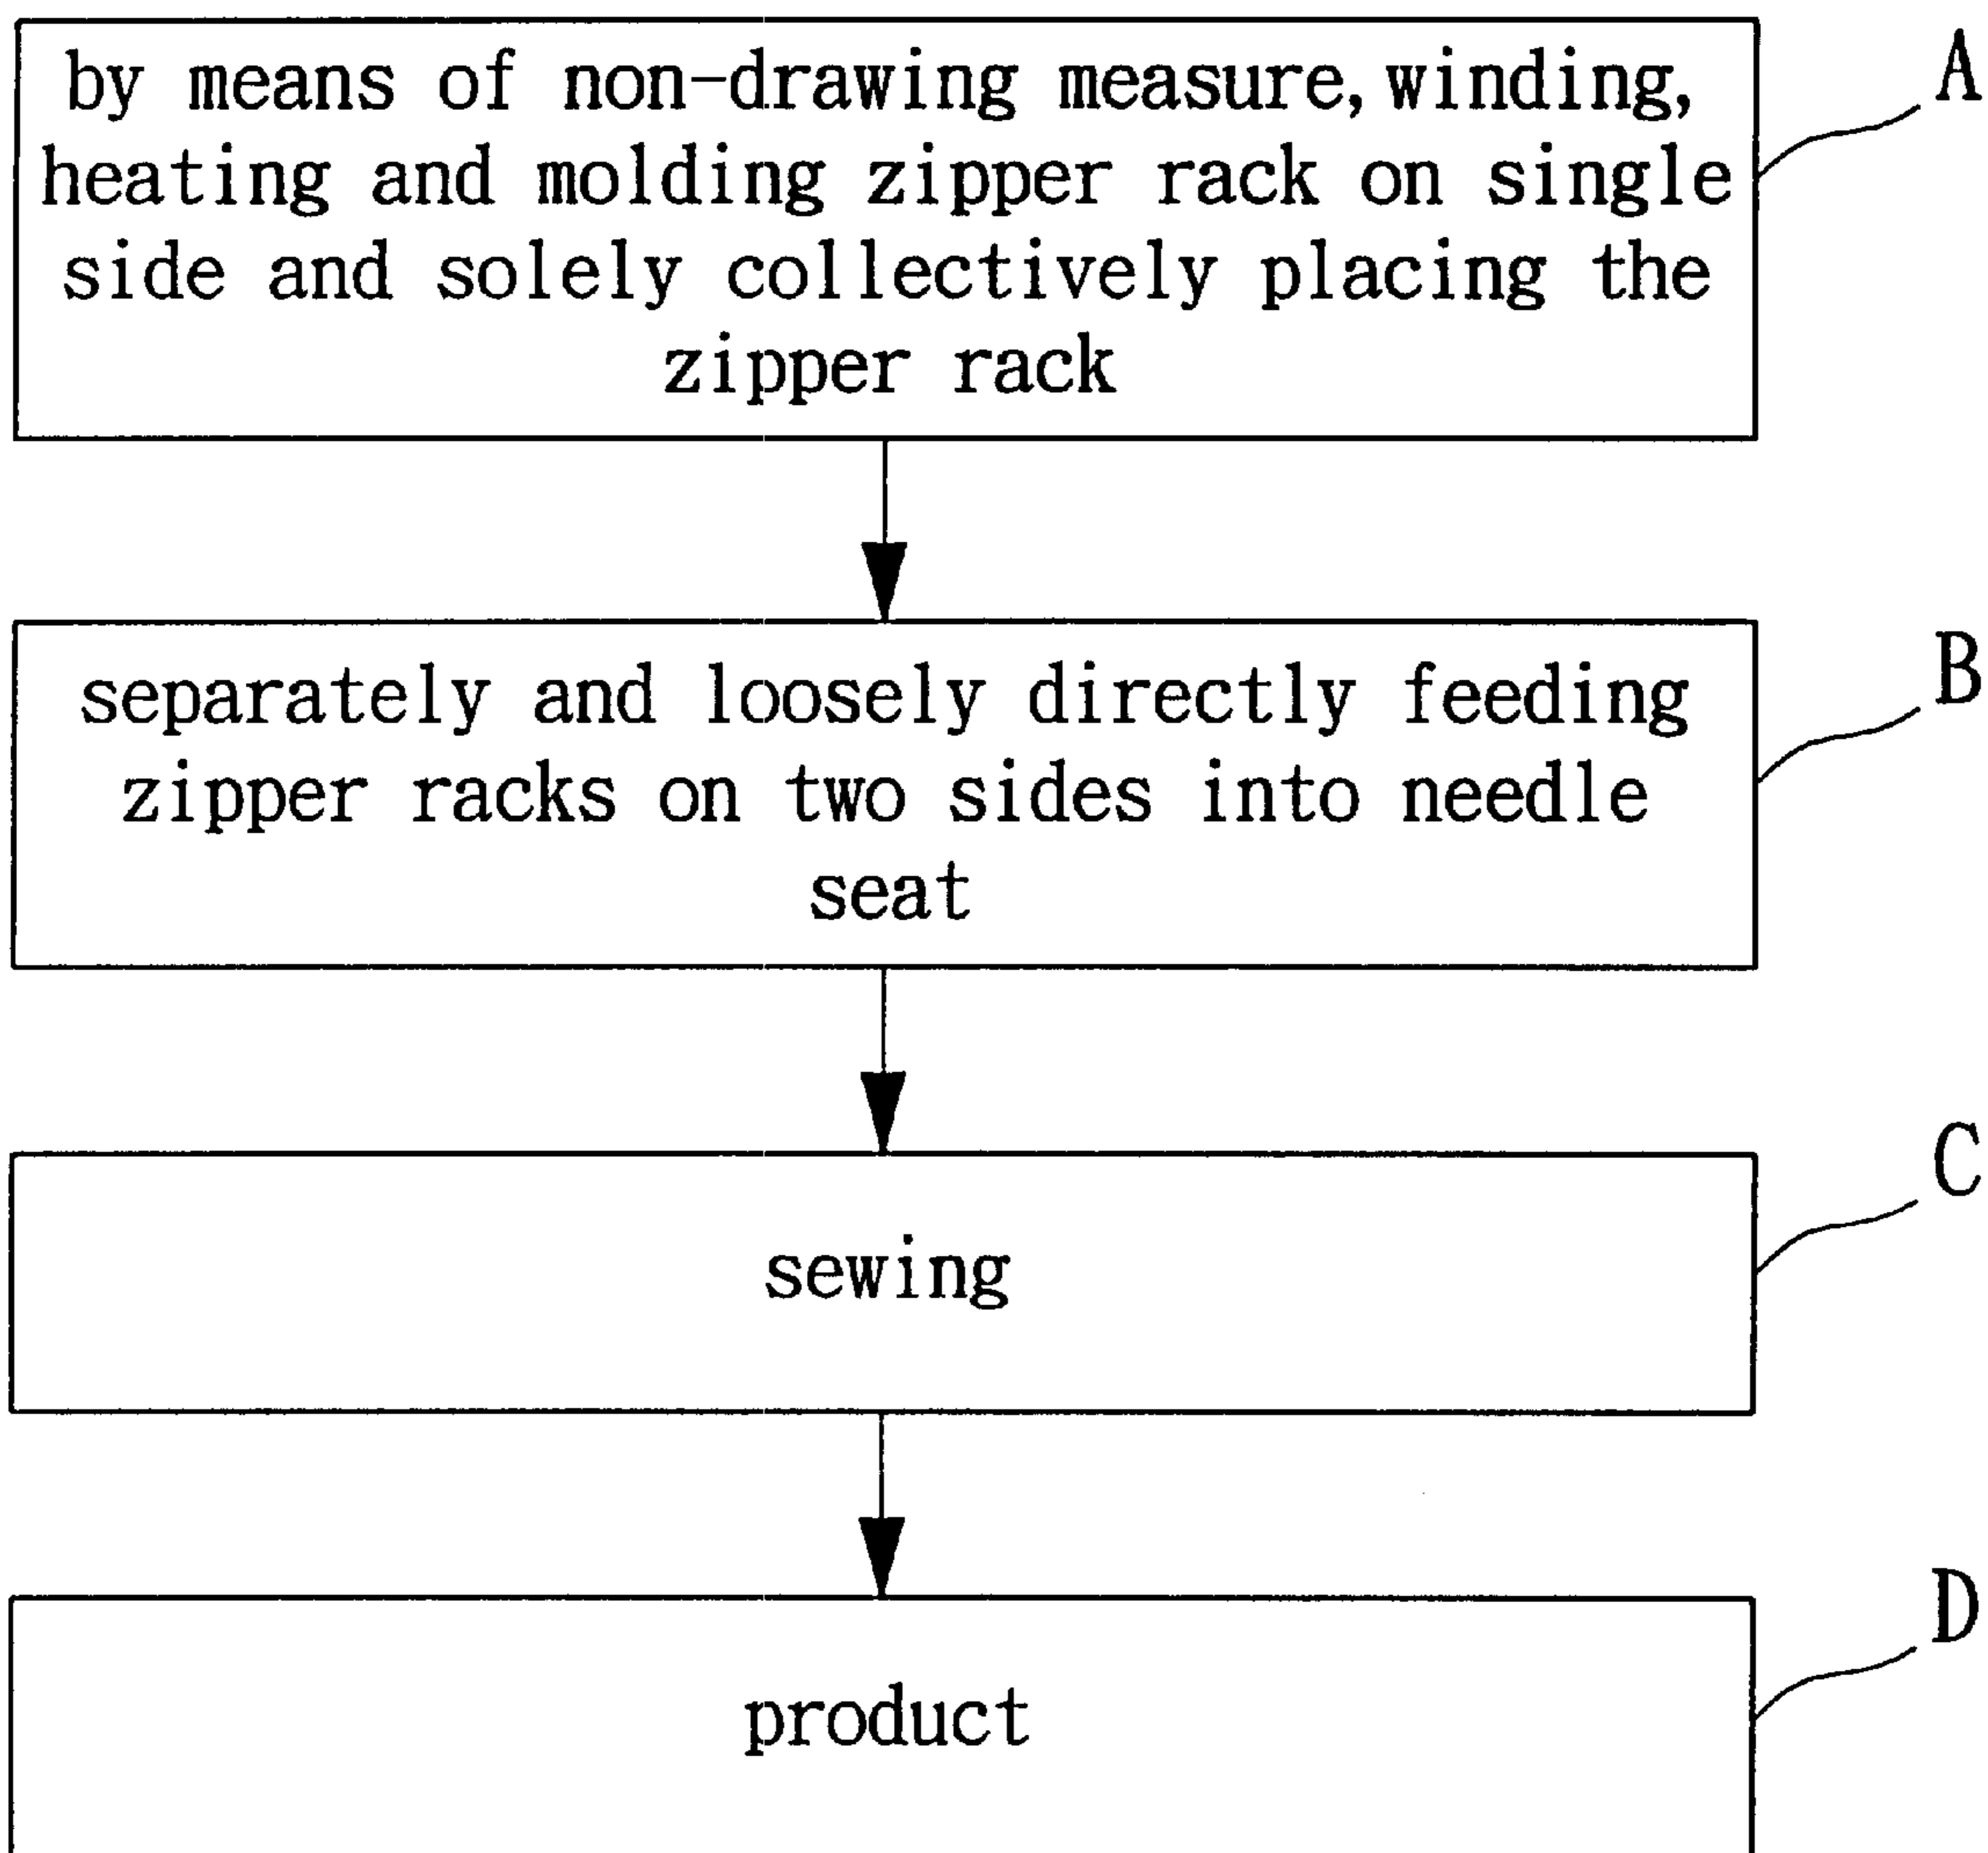 by means of non-drawing measure,winding,
heating and molding zipper rack on single
side and solely collectively placing the
zipper rack
A
separately and loosely directly feeding
zipper racks on two sides into needle
seat
B
sewing
C
product
D